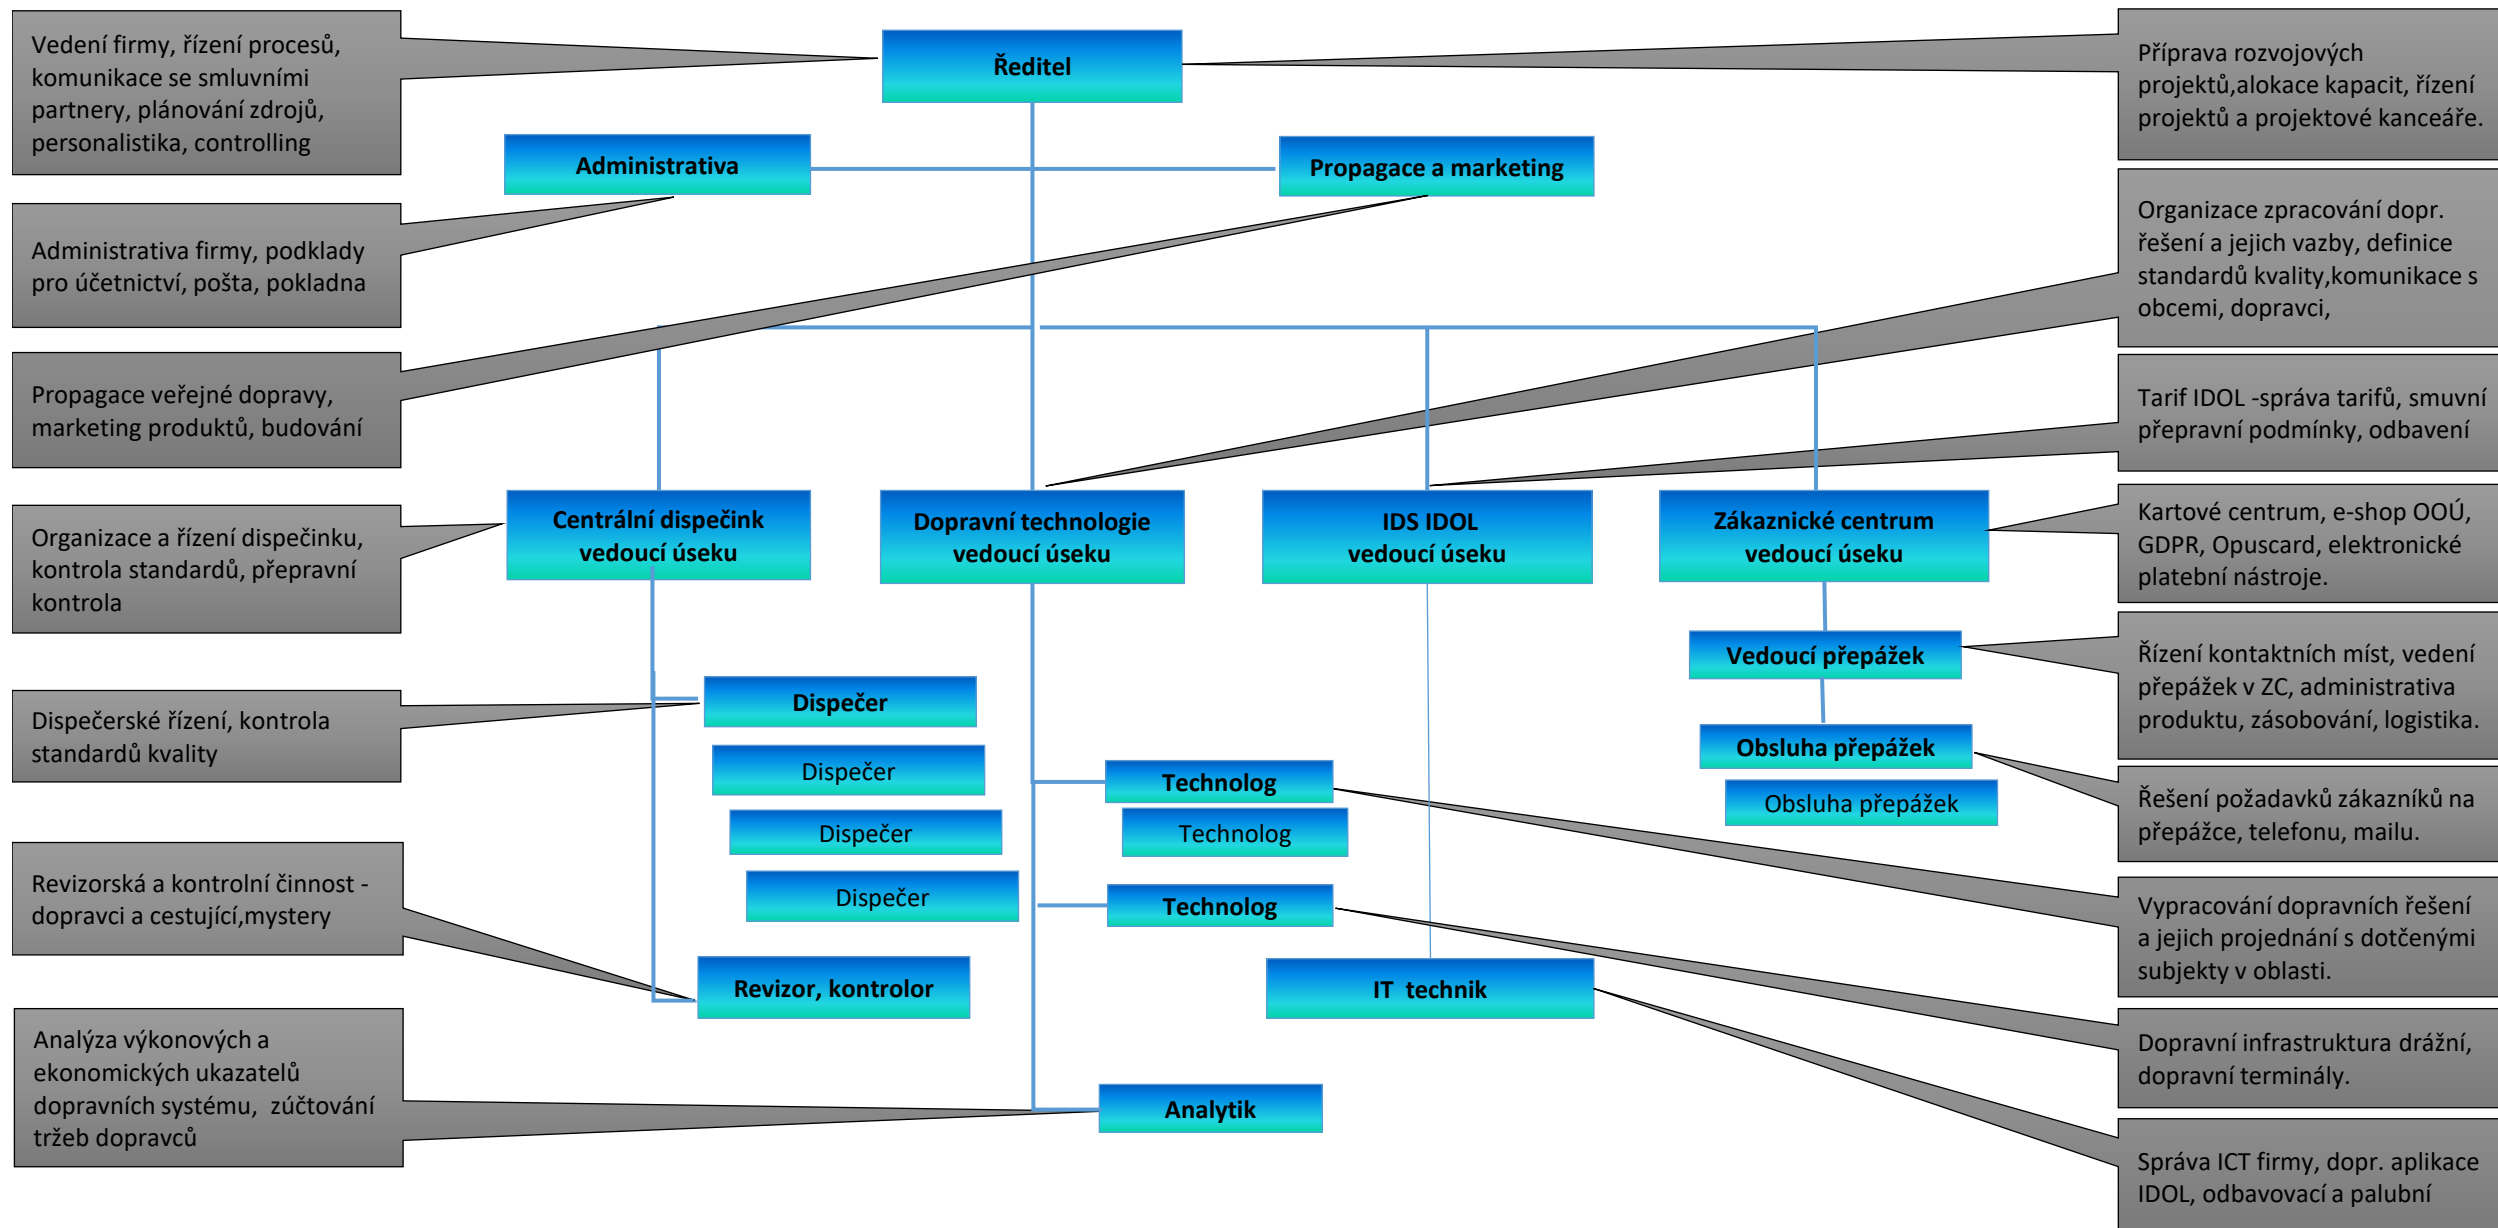 Vedení firmy, řízení procesů,
komunikace se smluvními
partnery, plánování zdrojů,
personalistika, controlling
Ředitel
Příprava rozvojových
projektů,alokace kapacit, řízení
projektů a projektové kanceáře.
Administrativa
Propagace a marketing
Administrativa firmy, podklady
pro účetnictví, pošta, pokladna
Organizace zpracování dopr.
řešení a jejich vazby, definice
standardů kvality,komunikace s
obcemi, dopravci,
Propagace veřejné dopravy,
marketing produktů, budování
Tarif IDOL -správa tarifů, smuvní
přepravní podmínky, odbavení
Organizace a řízení dispečinku,
kontrola standardů, přepravní
kontrola
Centrální dispečink
vedoucí úseku
Dopravní technologie
vedoucí úseku
IDS IDOL
vedoucí úseku
Zákaznické centrum
vedoucí úseku
Kartové centrum, e-shop OOÚ,
GDPR, Opuscard, elektronické
platební nástroje.
Vedoucí přepážek
Řízení kontaktních míst, vedení
přepážek v ZC, administrativa
produktu, zásobování, logistika.
Dispečerské řízení, kontrola
standardů kvality
Dispečer
Dispečer
Dispečer
Dispečer
Technolog
Technolog
Technolog
Obsluha přepážek
Obsluha přepážek
Řešení požadavků zákazníků na
přepážce, telefonu, mailu.
Revizorská a kontrolní činnost -
dopravci a cestující,mystery
Revizor, kontrolor
IT  technik
Vypracování dopravních řešení
a jejich projednání s dotčenými
subjekty v oblasti.
Analýza výkonových a
ekonomických ukazatelů
dopravních systému,  zúčtování
tržeb dopravců
Analytik
Dopravní infrastruktura drážní,
dopravní terminály.
Správa ICT firmy, dopr. aplikace
IDOL, odbavovací a palubní